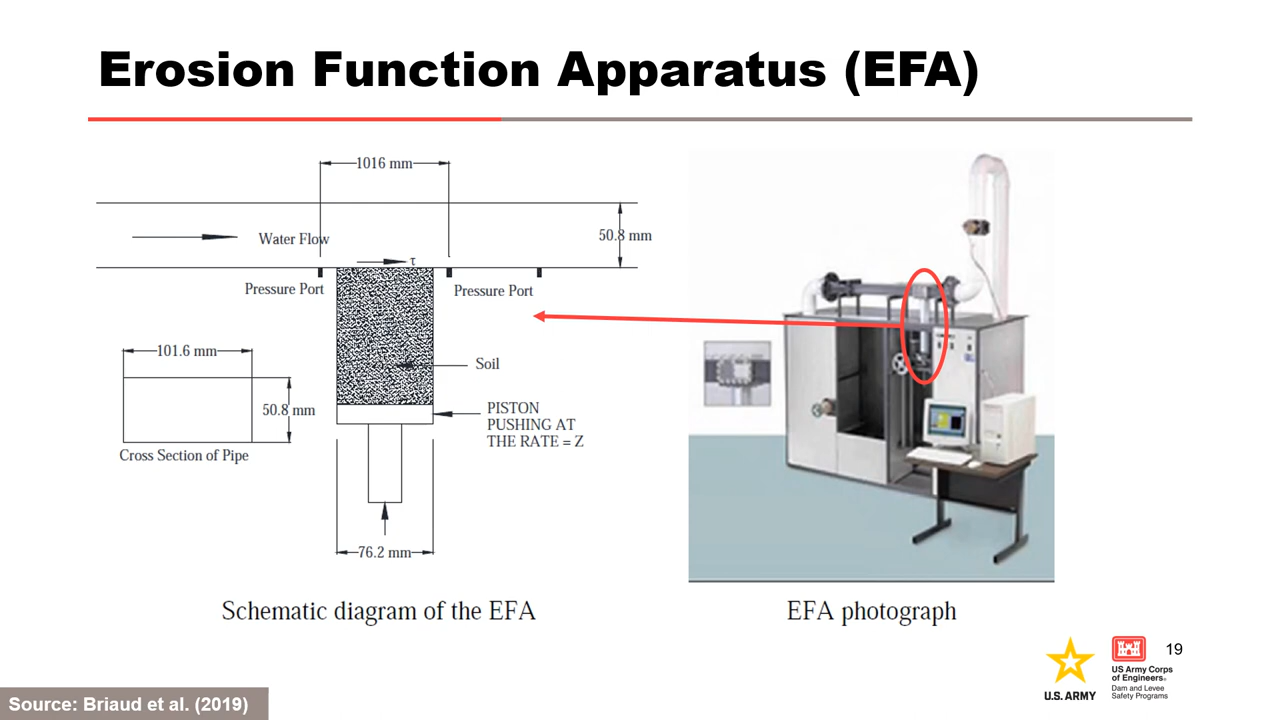 Erosion Function Apparatus (EFA)
1016 mm
Water Flow
50.8 mm
τ
Pressure Port
Pressure Port
101.6 mm
Soil
50.8 mm
PISTON
PUSHING AT
THE RATE = Z
Cross Section of Pipe
76.2 mm
Schematic diagram of the EFA
EFA photograph
19
U.S. ARMY
US Army Corps
of Engineers®
Dam and Levee
Safety Programs
Source: Briaud et al. (2019)